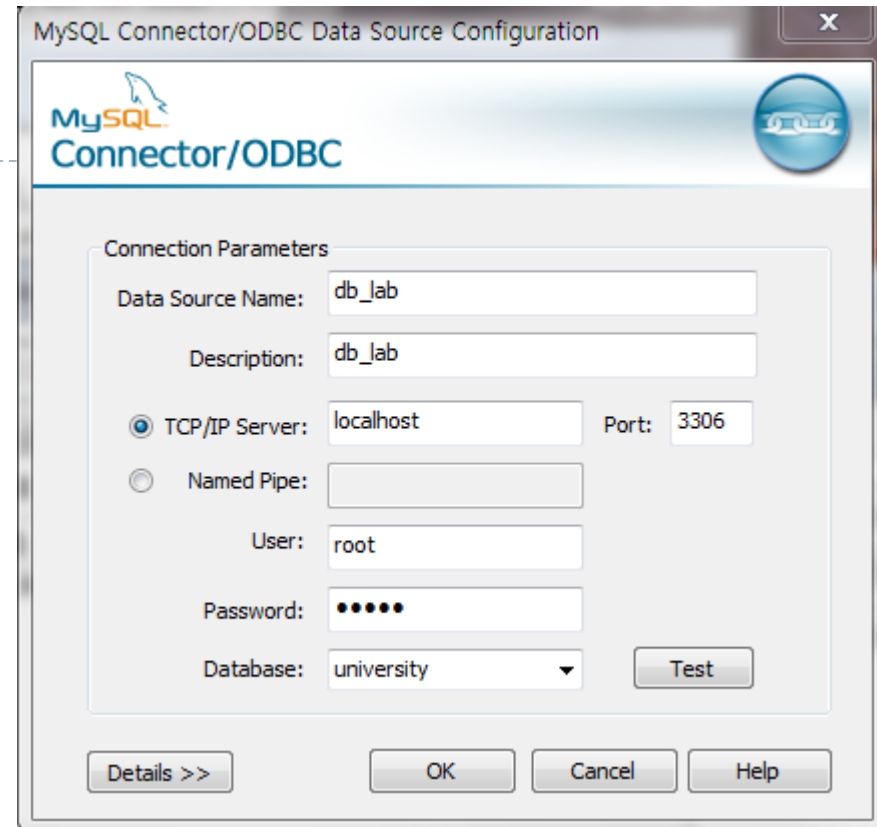 MySQL Connector/ODBC Data Source Configuration
x
MySQL
Connector/ODBC
Connection Parameters
Data Source Name: db_lab
Description: db_lab
TCP/IP Server: localhost Port: 3306
Named Pipe:
User: root
Password: •••••
Database: university Test
Details >> OK Cancel Help